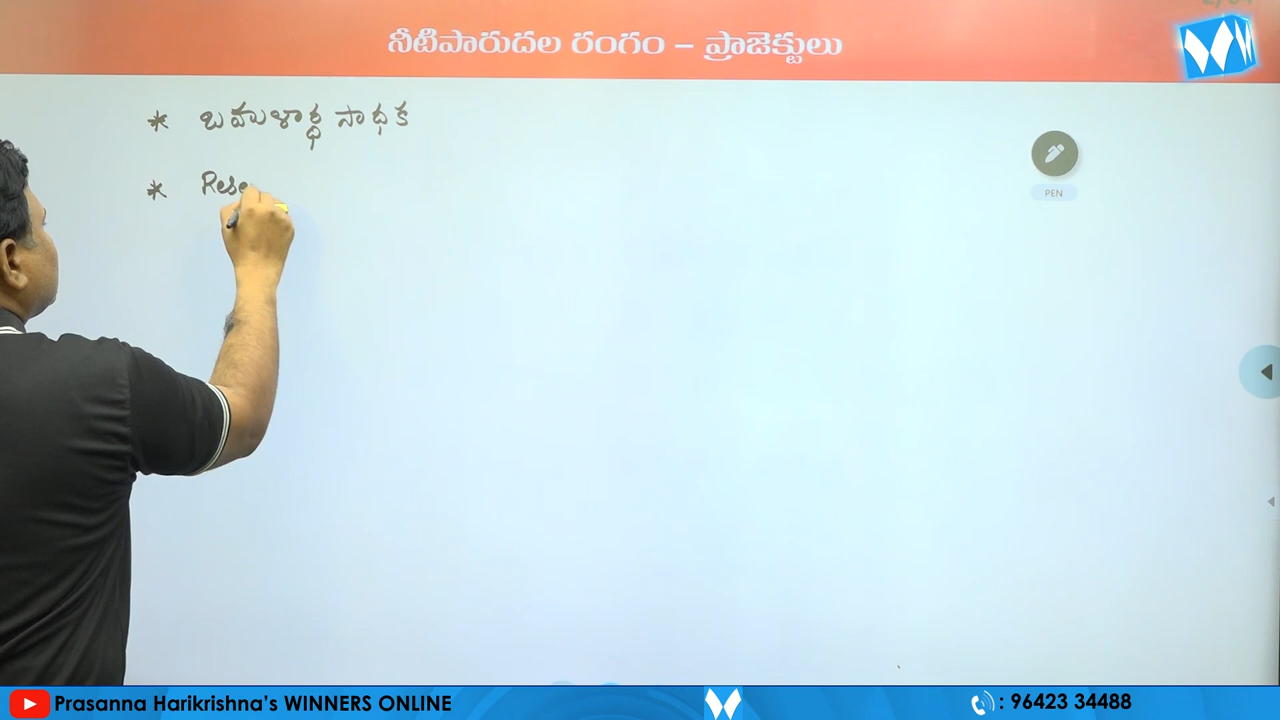 నీటిపారుదల రంగం – ప్రాజెక్టులు
* బహుళార్ధ సాధక
* Rese
PEN
Prasanna Harikrishna's WINNERS ONLINE
: 96423 34488